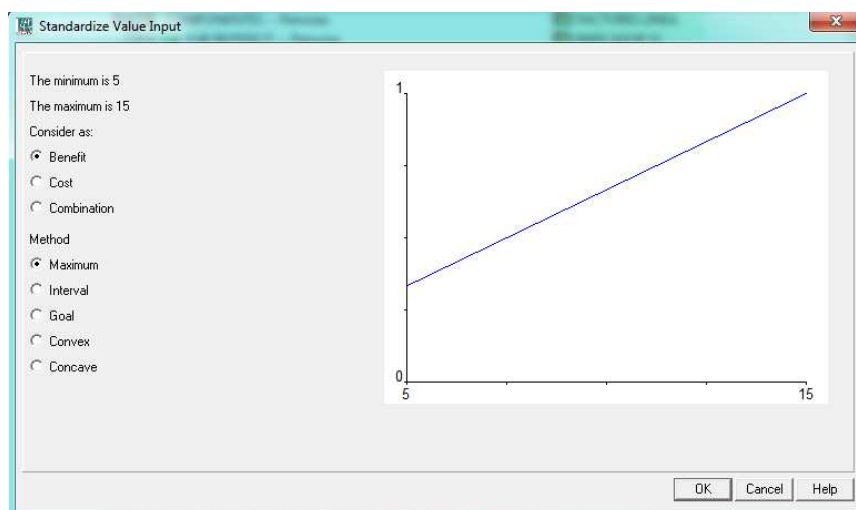 Standardize Value Input
The minimum is 5
The maximum is 15
Consider as:
Benefit
Cost
Combination
Method
Maximum
Interval
Goal
Convex
Concave
1
0
5
15
OK
Cancel
Help